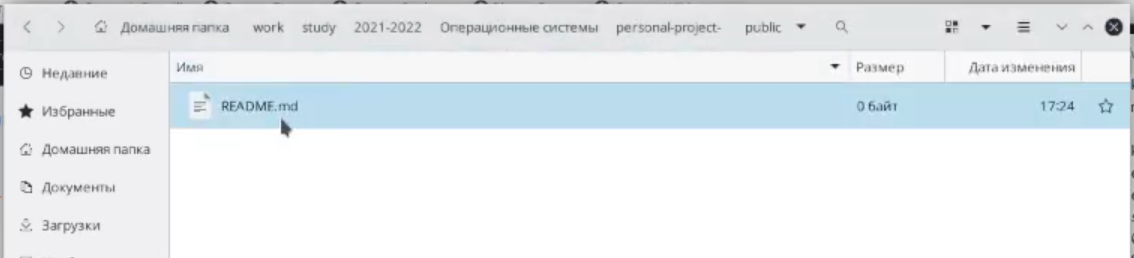 Домашняя папка work study 2021-2022 Операционные системы personal-project- public
Недавние
Имя Размер Дата изменения
README.md 0 байт 17:24
Избранные
Домашняя папка
Документы
Загрузки